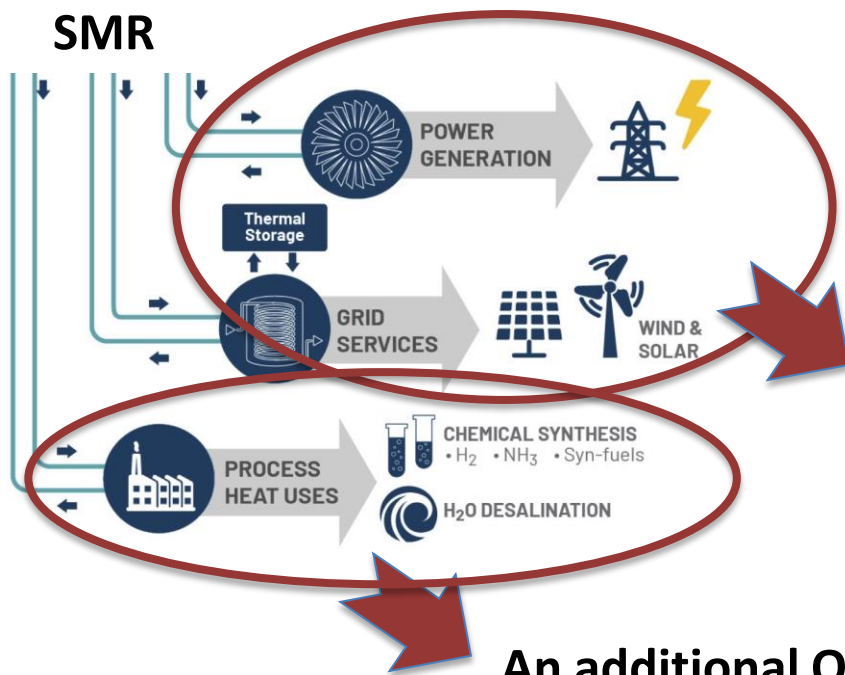 SMR
POWER
GENERATION
Thermal
Storage
GRID
SERVICES
WIND &
SOLAR
PROCESS
HEAT USES
CHEMICAL SYNTHESIS
• H₂ • NH₃ • Syn-fuels
H₂O DESALINATION
An additional O